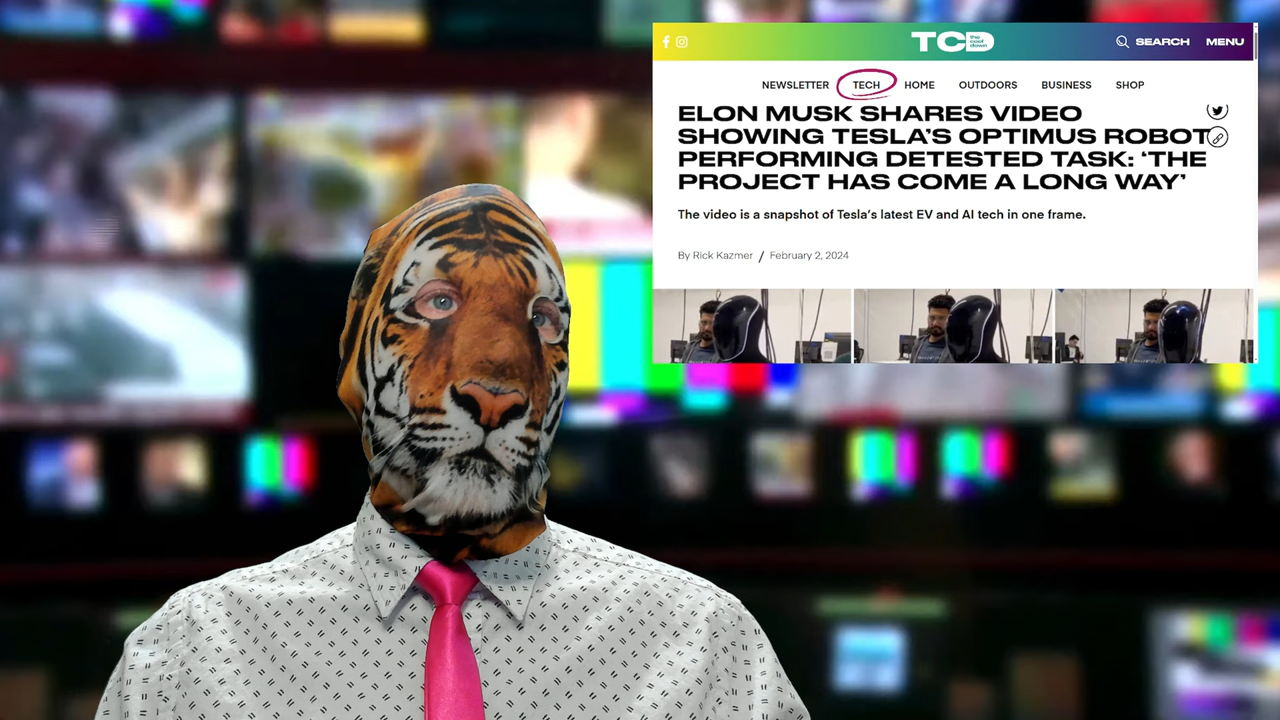 TCD the cool down
SEARCH MENU
NEWSLETTER TECH HOME OUTDOORS BUSINESS SHOP
ELON MUSK SHARES VIDEO
SHOWING TESLA'S OPTIMUS ROBOT
PERFORMING DETESTED TASK: ‘THE
PROJECT HAS COME A LONG WAY’
The video is a snapshot of Tesla's latest EV and AI tech in one frame.
By Rick Kazmer / February 2, 2024